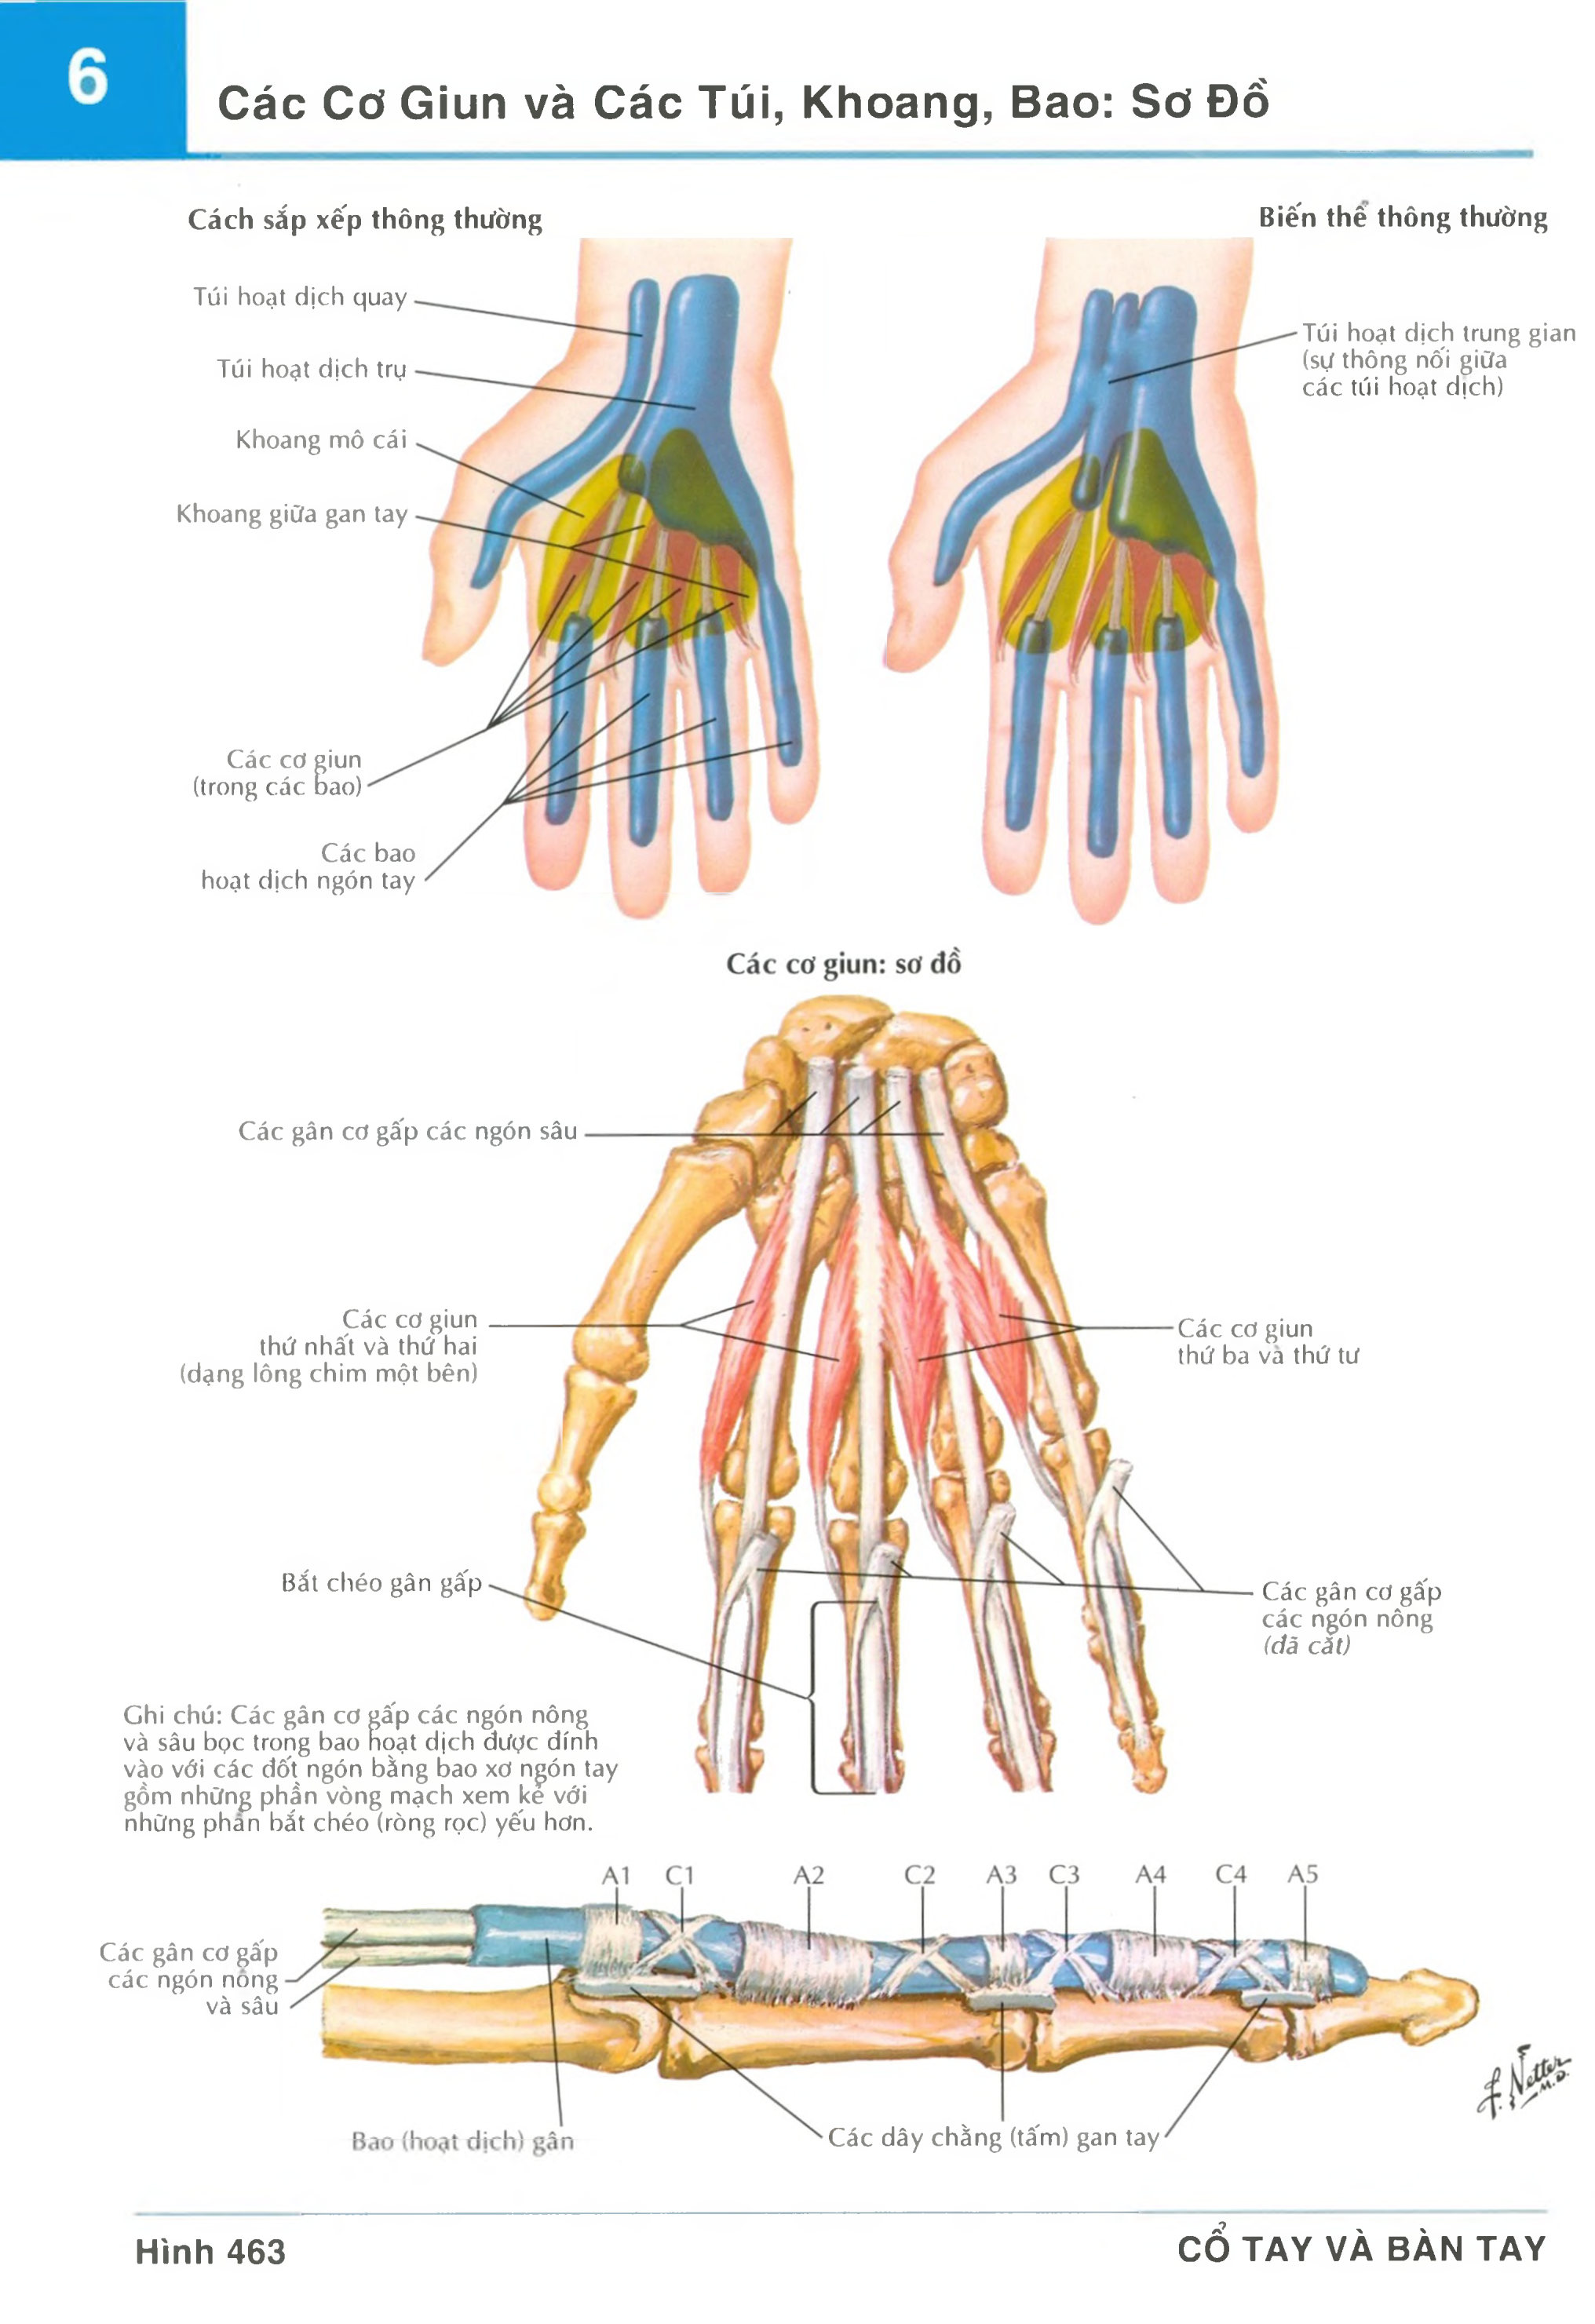 6
Các Cơ Giun và Các Túi, Khoang, Bao: Sơ Đồ
Cách sắp xếp thông thường
Biến thể thông thường
Túi hoạt dịch quay
Túi hoạt dịch trụ
Khoang mô cái
Khoang giữa gan tay
Các cơ giun
(trong các bao)
Các bao
hoạt dịch ngón tay
Túi hoạt dịch trung gian
(sự thông nối giữa
các túi hoạt dịch)
Các cơ giun: sơ đồ
Các gân cơ gấp các ngón sâu
Các cơ giun
thứ nhất và thứ hai
(dạng lông chim một bên)
Các cơ giun
thứ ba và thứ tư
Bắt chéo gân gấp
Các gân cơ gấp
các ngón nông
(đã cắt)
Ghi chú: Các gân cơ gấp các ngón nông
và sâu bọc trong bao hoạt dịch được dính
vào với các đốt ngón bằng bao xơ ngón tay
gồm những phần vòng mạch xem kẽ với
những phần bắt chéo (ròng rọc) yếu hơn.
A1 C1 A2 C2 A3 C3 A4 C4 A5
Các gân cơ gấp
các ngón nông
và sâu
Bao (hoạt dịch) gân
Các dây chằng (tấm) gan tay
F. Netter
M.D.
Hình 463
CỔ TAY VÀ BÀN TAY